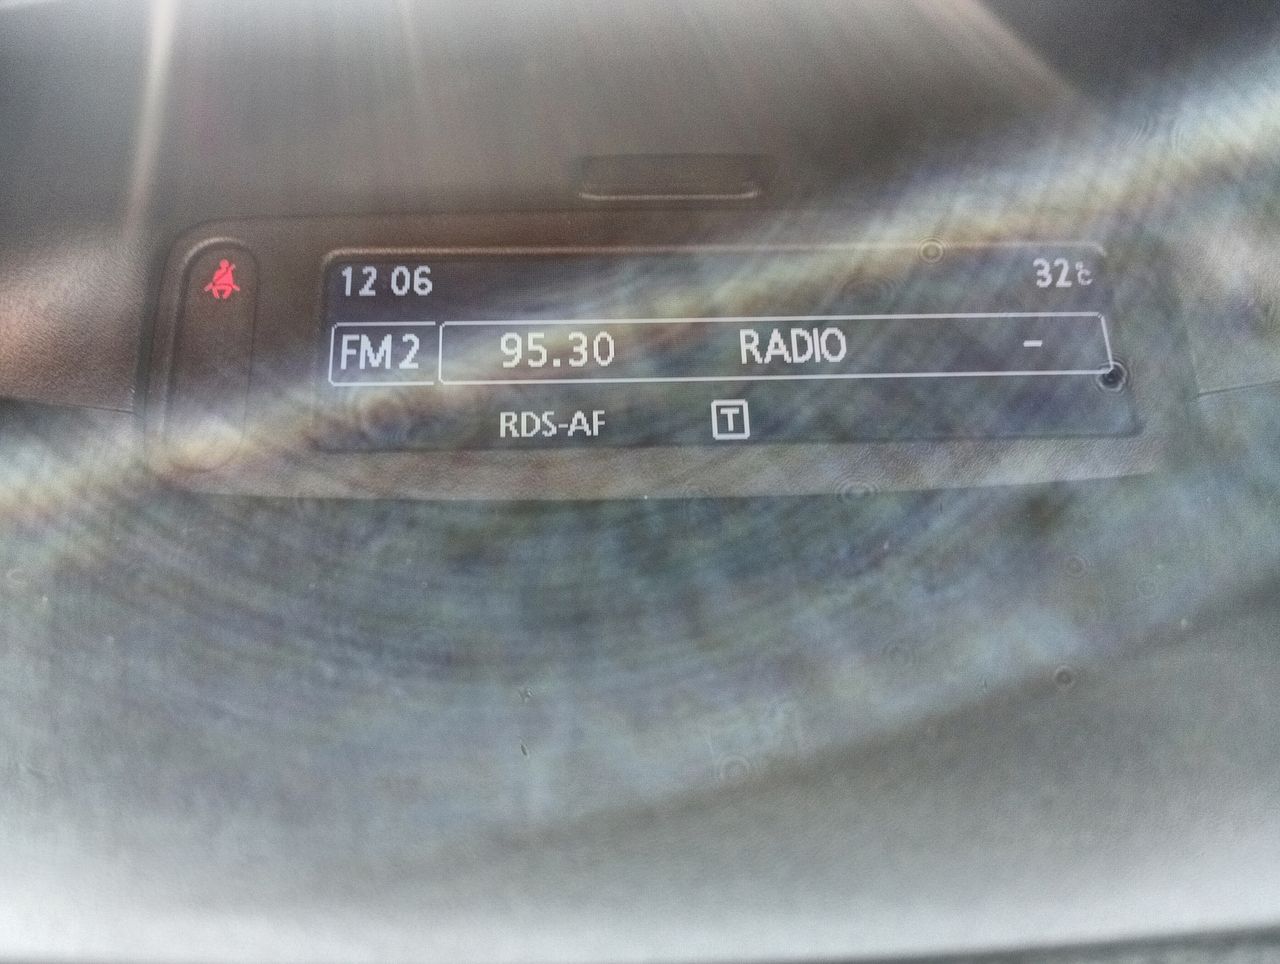 12 06 32°C
FM2 95.30 RADIO -
RDS-AF T